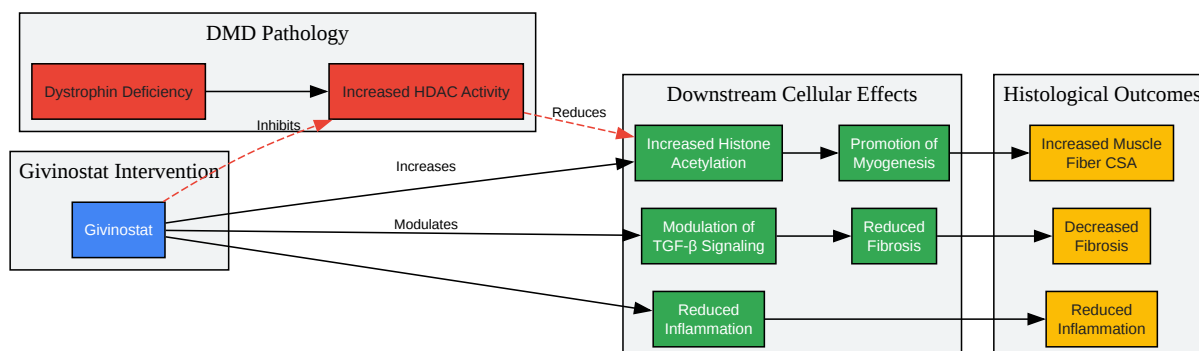 DMD Pathology
Dystrophin Deficiency
Increased HDAC Activity
Inhibits
Reduces
Givinostat Intervention
Givinostat
Increases
Modulates
Downstream Cellular Effects
Increased Histone
Acetylation
Promotion of
Myogenesis
Modulation of
TGF-β Signaling
Reduced
Fibrosis
Reduced
Inflammation
Histological Outcomes
Increased Muscle
Fiber CSA
Decreased
Fibrosis
Reduced
Inflammation